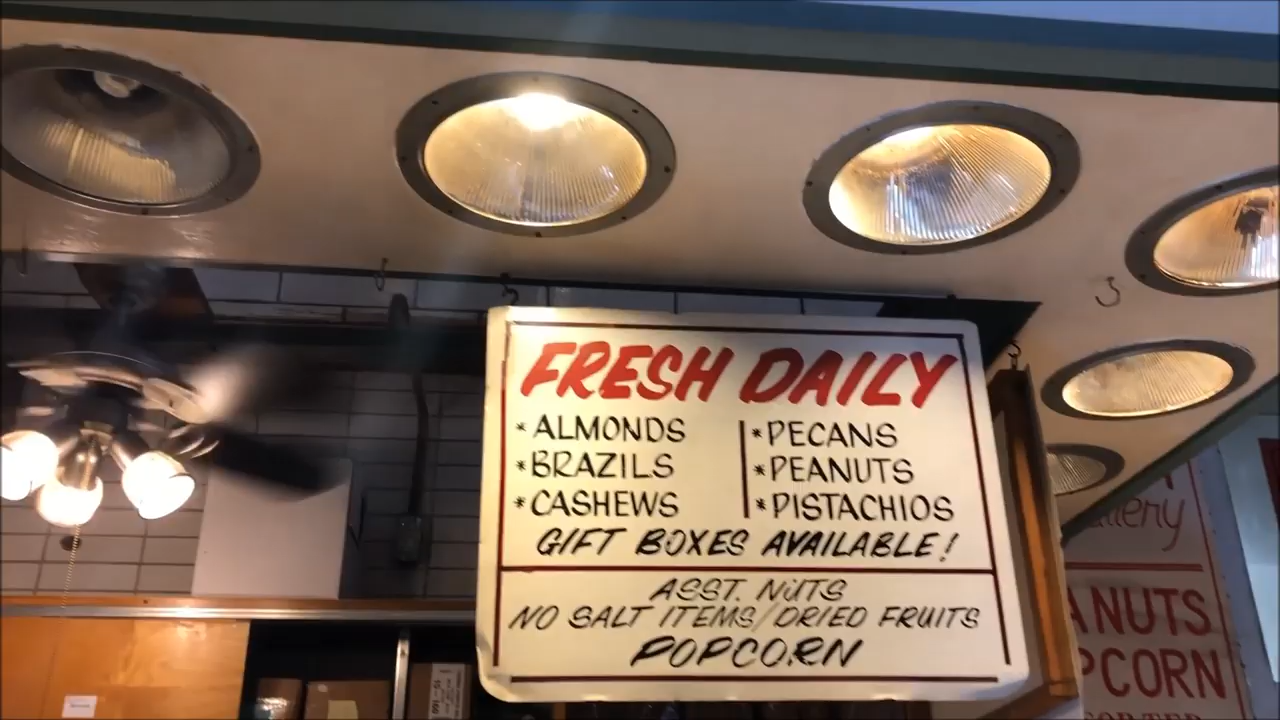 FRESH DAILY
* ALMONDS
* BRAZILS
* CASHEWS
* PECANS
* PEANUTS
* PISTACHIOS
GIFT BOXES AVAILABLE!
ASST. NUTS
NO SALT ITEMS/DRIED FRUITS
POPCORN
ANUTS
PCORN